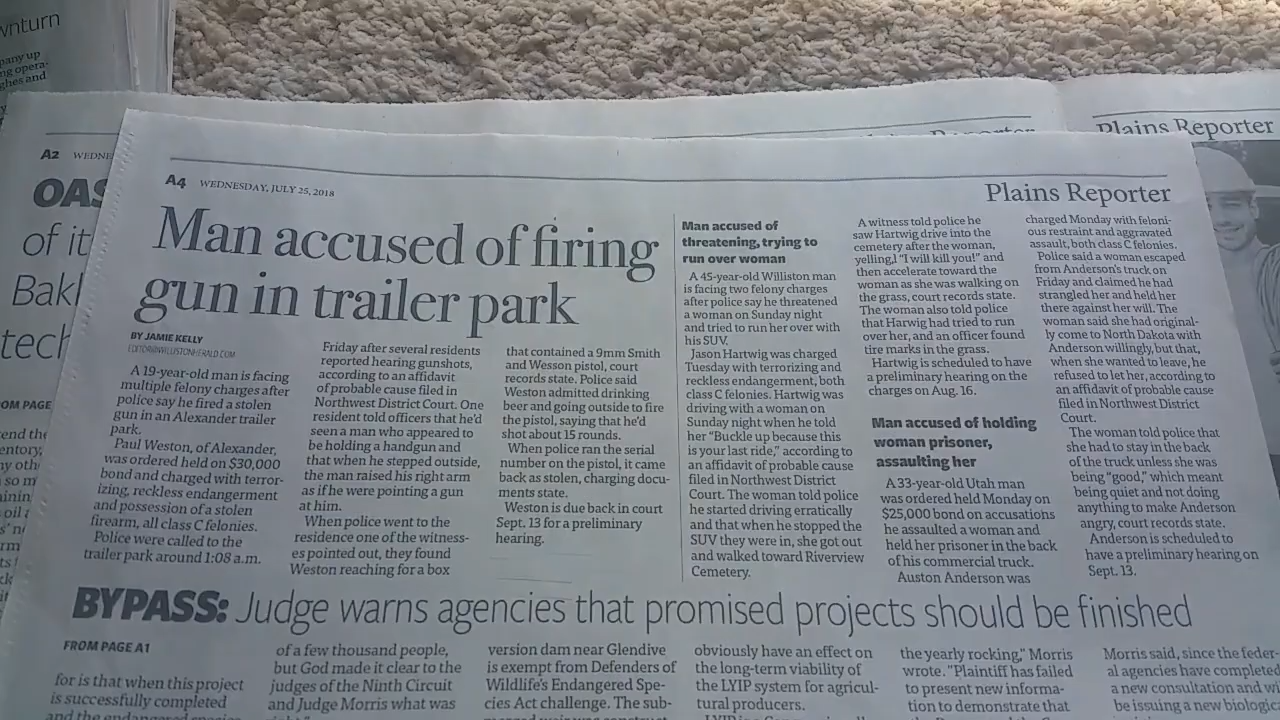 wnturn
pany up
ng opera-
ghes and
A2 WEDNE
OAS
of it
Bakl
tech
OM PAGE
Plains Reporter
A4 WEDNESDAY, JULY 25, 2018
Plains Reporter
Man accused of firing
gun in trailer park
BY JAMIE KELLY
EDITOR@WILLISTONHERALD.COM
A 19-year-old man is facing
multiple felony charges after
police say he fired a stolen
gun in an Alexander trailer
park.
Paul Weston, of Alexander,
was ordered held on $30,000
bond and charged with terror-
izing, reckless endangerment
and possession of a stolen
firearm, all class C felonies.
Police were called to the
trailer park around 1:08 a.m.
Friday after several residents
reported hearing gunshots,
according to an affidavit
of probable cause filed in
Northwest District Court. One
resident told officers that he'd
seen a man who appeared to
be holding a handgun and
that when he stepped outside,
the man raised his right arm
as if he were pointing a gun
at him.
When police went to the
residence one of the witness-
es pointed out, they found
Weston reaching for a box
that contained a 9mm Smith
and Wesson pistol, court
records state. Police said
Weston admitted drinking
beer and going outside to fire
the pistol, saying that he'd
shot about 15 rounds.
When police ran the serial
number on the pistol, it came
back as stolen, charging docu-
ments state.
Weston is due back in court
Sept. 13 for a preliminary
hearing.
Man accused of
threatening, trying to
run over woman
A 45-year-old Williston man
is facing two felony charges
after police say he threatened
a woman on Sunday night
and tried to run her over with
his SUV.
Jason Hartwig was charged
Tuesday with terrorizing and
reckless endangerment, both
class C felonies. Hartwig was
driving with a woman on
Sunday night when he told
her "Buckle up because this
is your last ride," according to
an affidavit of probable cause
filed in Northwest District
Court. The woman told police
he started driving erratically
and that when he stopped the
SUV they were in, she got out
and walked toward Riverview
Cemetery.
A witness told police he
saw Hartwig drive into the
cemetery after the woman,
yelling,l "I will kill you!" and
then accelerate toward the
woman as she was walking on
the grass, court records state.
The woman also told police
that Harwig had tried to run
over her, and an officer found
tire marks in the grass.
Hartwig is scheduled to have
a preliminary hearing on the
charges on Aug. 16.
Man accused of holding
woman prisoner,
assaulting her
A 33-year-old Utah man
was ordered held Monday on
$25,000 bond on accusations
he assaulted a woman and
held her prisoner in the back
of his commercial truck.
Auston Anderson was
charged Monday with feloni-
ous restraint and aggravated
assault, both class C felonies.
Police said a woman escaped
from Anderson's truck on
Friday and claimed he had
strangled her and held her
there against her will. The
woman said she had original-
ly come to North Dakota with
Anderson willingly, but that,
when she wanted to leave, he
refused to let her, according to
an affidavit of probable cause
filed in Northwest District
Court.
The woman told police that
she had to stay in the back
of the truck unless she was
being "good," which meant
being quiet and not doing
anything to make Anderson
angry, court records state.
Anderson is scheduled to
have a preliminary hearing on
Sept. 13.
BYPASS: Judge warns agencies that promised projects should be finished
FROM PAGE A1
for is that when this project
is successfully completed
and the endangered species
of a few thousand people,
but God made it clear to the
judges of the Ninth Circuit
and Judge Morris what was
version dam near Glendive
is exempt from Defenders of
Wildlife's Endangered Spe-
cies Act challenge. The sub-
obviously have an effect on
the long-term viability of
the LYIP system for agricul-
tural producers.
the yearly rocking," Morris
wrote. "Plaintiff has failed
to present new informa-
tion to demonstrate that
Morris said, since the feder-
al agencies have completed
a new consultation and wi
be issuing a new biologic